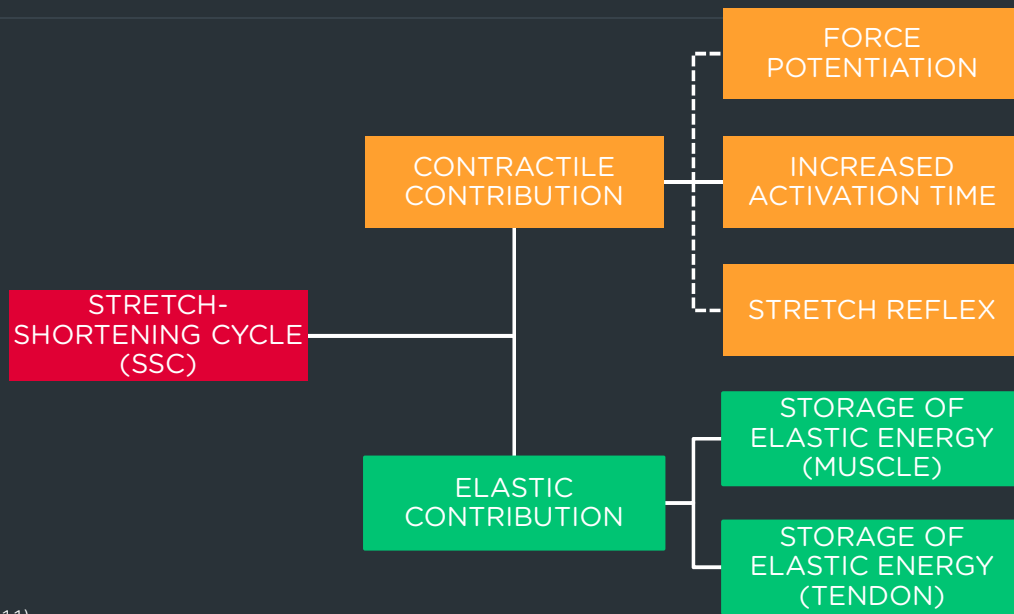 FORCE
POTENTIATION
CONTRACTILE
CONTRIBUTION
INCREASED
ACTIVATION TIME
STRETCH-
SHORTENING CYCLE
(SSC)
STRETCH REFLEX
STORAGE OF
ELASTIC ENERGY
(MUSCLE)
ELASTIC
CONTRIBUTION
STORAGE OF
ELASTIC ENERGY
(TENDON)